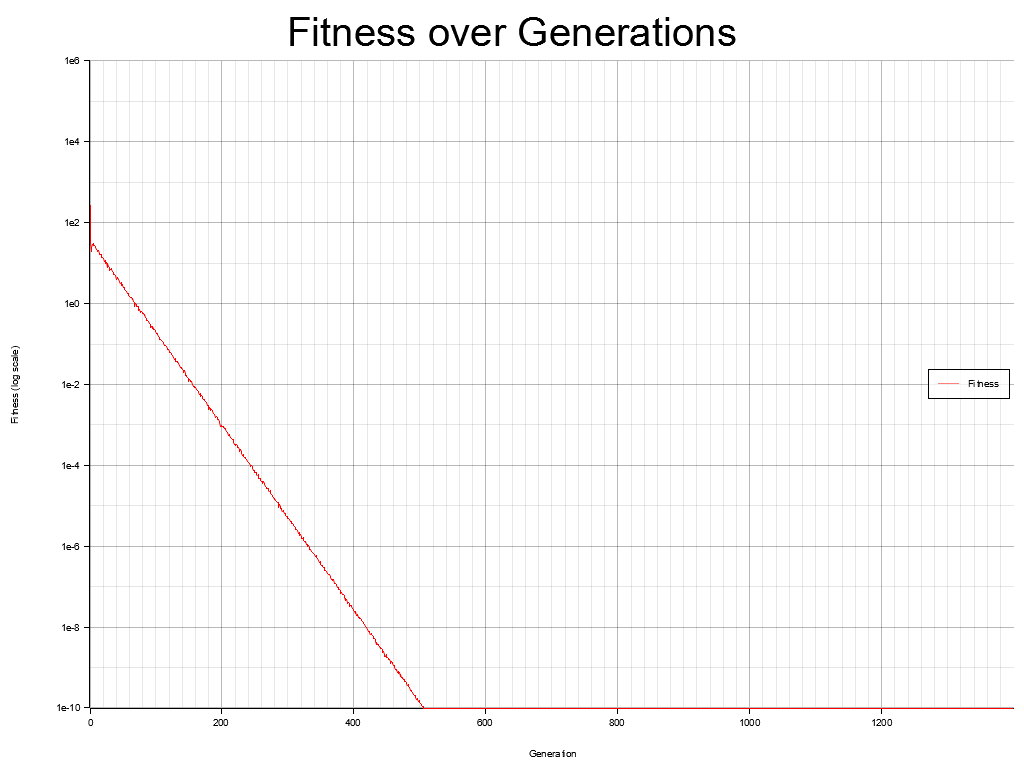 Fitness over Generations
1e6
1e4
1e2
1e0
1e-2
1e-4
1e-6
1e-8
1e-10
Fitness (log scale)
Fitness
0 200 400 600 800 1000 1200
Generation